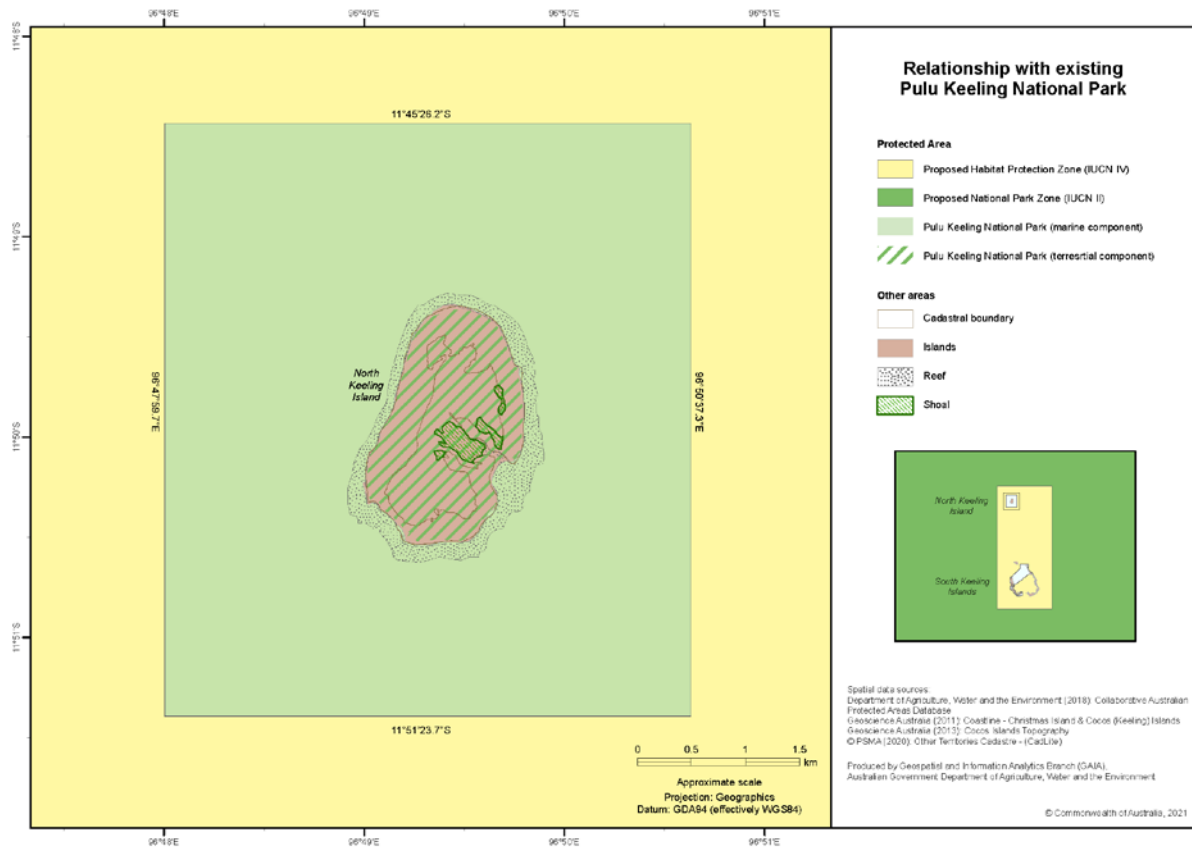 96°48'E
96°49'E
96°50'E
96°51'E
11°48'S
11°49'S
11°50'S
11°51'S
11°45'26.2"S
96°47'59.7"E
96°50'37.3"E
11°51'23.7"S
North
Keeling
Island
0 0.5 1 1.5
km
Approximate scale
Projection: Geographics
Datum: GDA94 (effectively WGS84)
96°48'E
96°49'E
96°50'E
96°51'E
Relationship with existing
Pulu Keeling National Park
Protected Area
Proposed Habitat Protection Zone (IUCN IV)
Proposed National Park Zone (IUCN II)
Pulu Keeling National Park (marine component)
Pulu Keeling National Park (terresrtial component)
Other areas
Cadastral boundary
Islands
Reef
Shoal
North Keeling
Island
South Keeling
Islands
Spatial data sources:
Department of Agriculture, Water and the Environment (2018): Collaborative Australian
Protected Areas Database
Geoscience Australia (2011): Coastline - Christmas Island & Cocos (Keeling) Islands
Geoscience Australia (2013): Cocos Islands Topography
© PSMA (2020): Other Territories Cadastre - (CadLite)
Produced by Geospatial and Information Analytics Branch (GAIA),
Australian Government Department of Agriculture, Water and the Environment
© Commonwealth of Australia, 2021